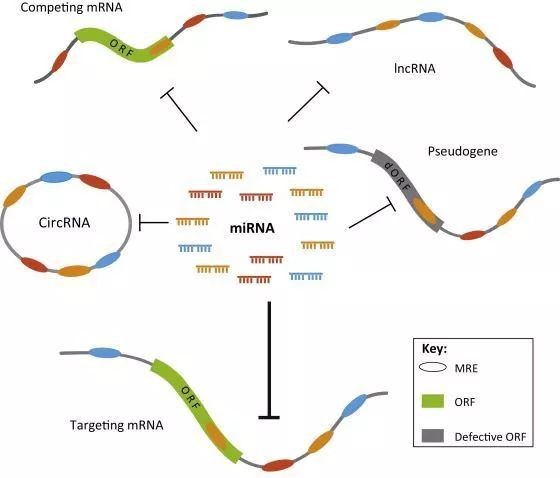 Competing mRNA
ORF
lncRNA
Pseudogene
dORF
CircRNA
miRNA
Targeting mRNA
ORF
Key:
MRE
ORF
Defective ORF